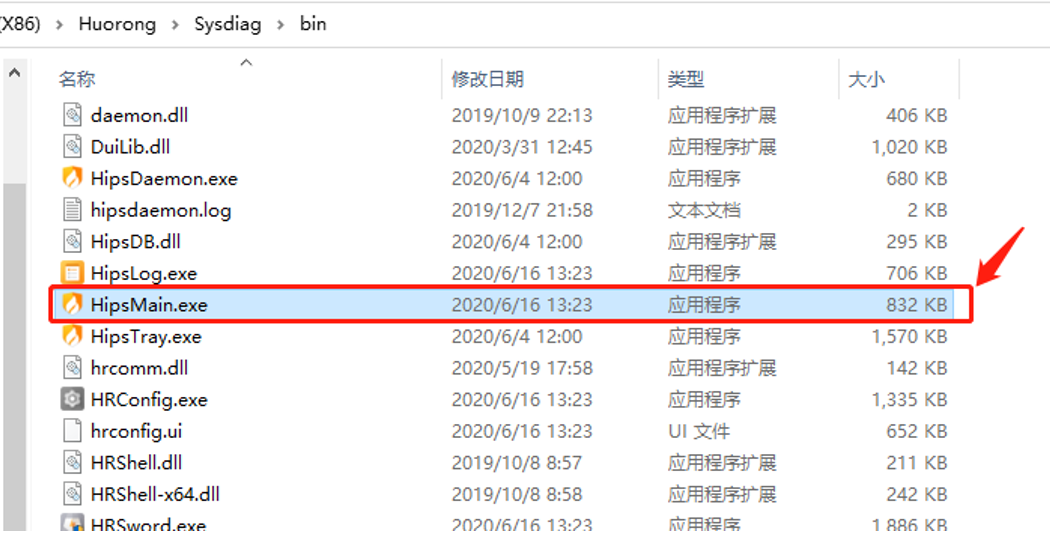 (X86) > Huorong > Sysdiag > bin
名称 修改日期 类型 大小
daemon.dll 2019/10/9 22:13 应用程序扩展 406 KB
DuiLib.dll 2020/3/31 12:45 应用程序扩展 1,020 KB
HipsDaemon.exe 2020/6/4 12:00 应用程序 680 KB
hipsdaemon.log 2019/12/7 21:58 文本文档 2 KB
HipsDB.dll 2020/6/4 12:00 应用程序扩展 295 KB
HipsLog.exe 2020/6/16 13:23 应用程序 706 KB
HipsMain.exe 2020/6/16 13:23 应用程序 832 KB
HipsTray.exe 2020/6/4 12:00 应用程序 1,570 KB
hrcomm.dll 2020/5/19 17:58 应用程序扩展 142 KB
HRConfig.exe 2020/6/16 13:23 应用程序 1,335 KB
hrconfig.ui 2020/6/16 13:23 UI 文件 652 KB
HRShell.dll 2019/10/8 8:57 应用程序扩展 211 KB
HRShell-x64.dll 2019/10/8 8:58 应用程序扩展 242 KB
HRSword.exe 2020/6/16 13:23 应用程序 1,886 KB